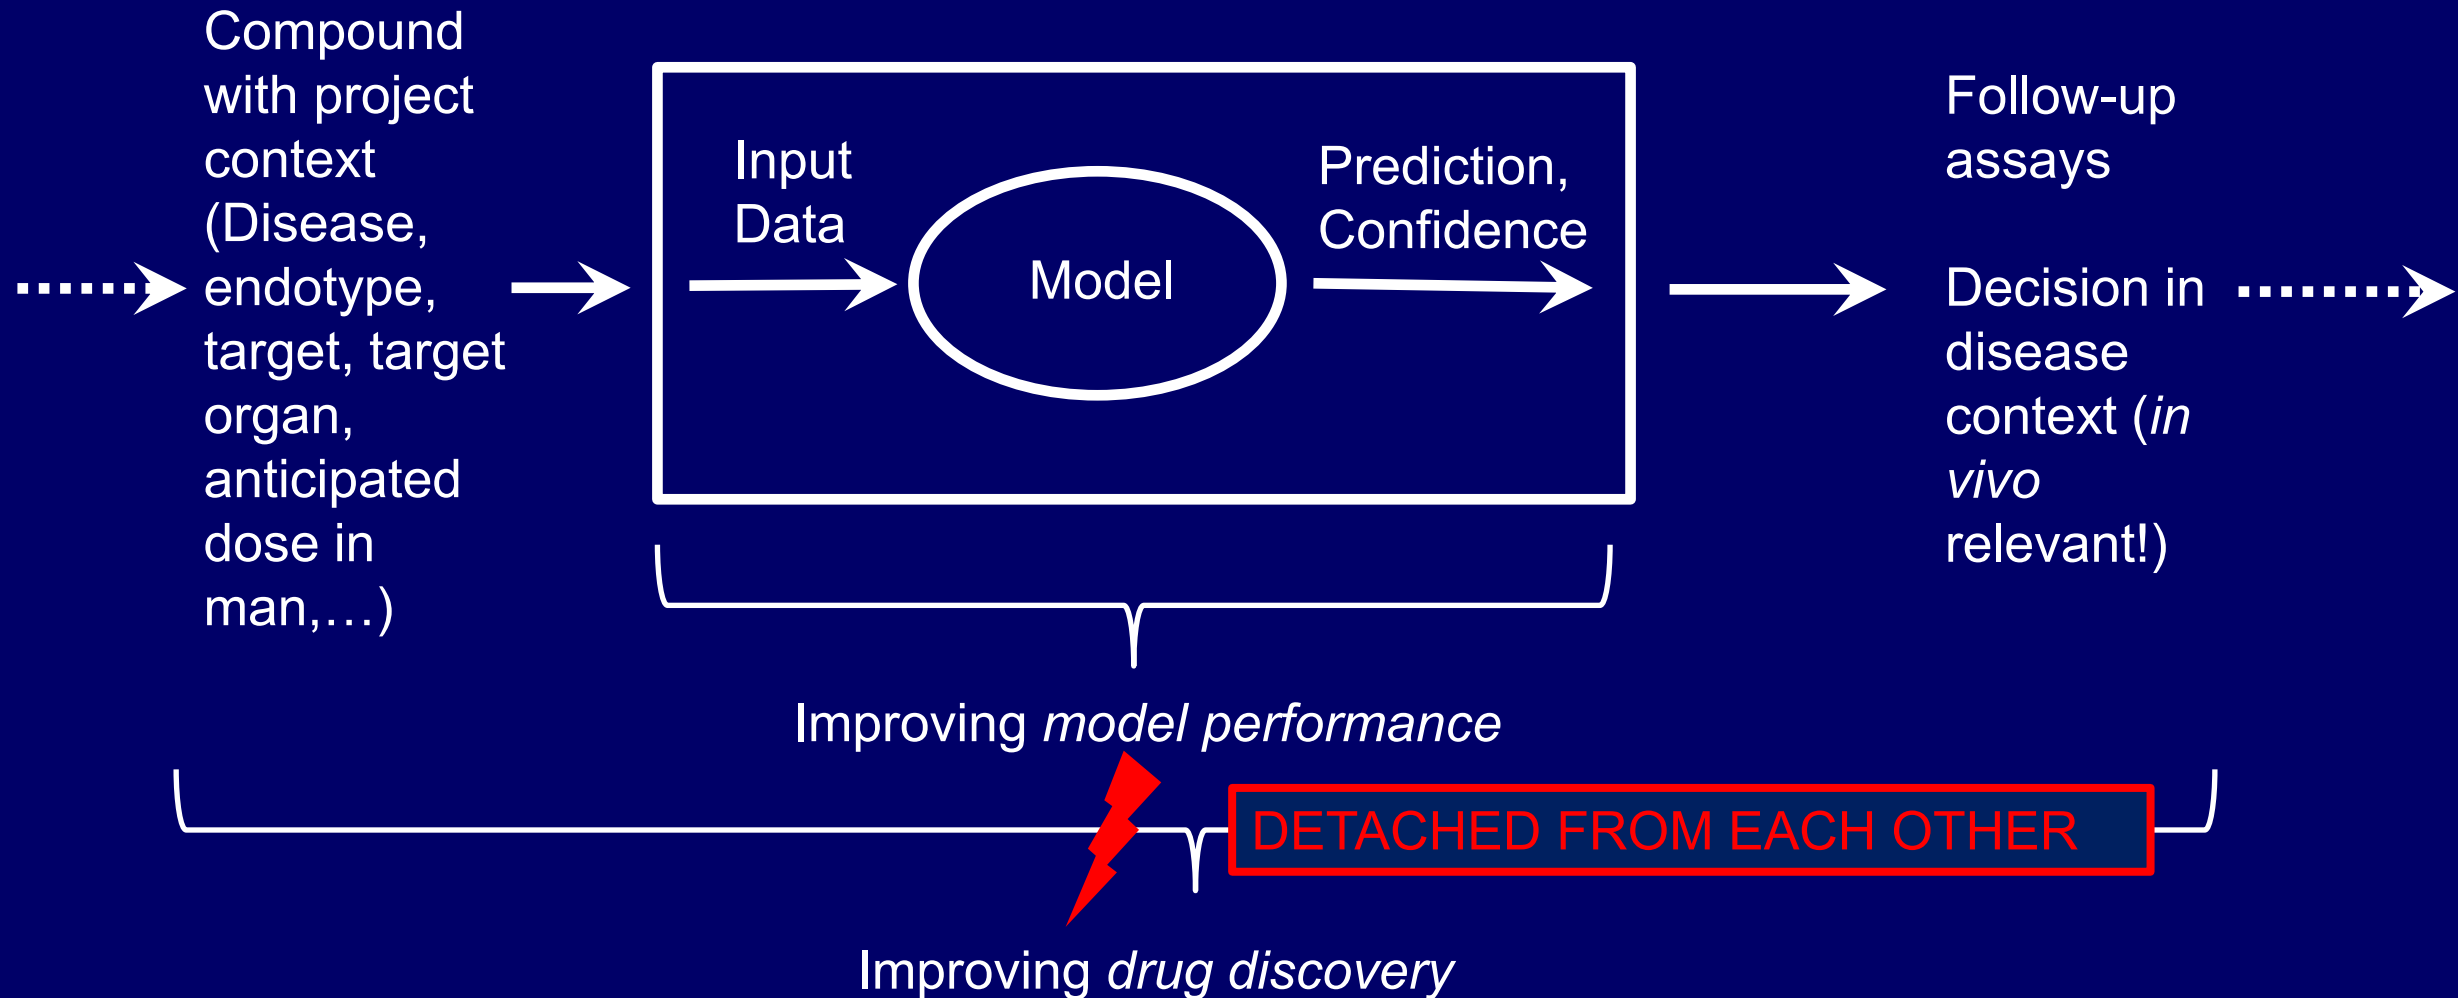 Compound
with project
context
(Disease,
endotype,
target, target
organ,
anticipated
dose in
man,…)
Input
Data
Model
Prediction,
Confidence
Follow-up
assays
Decision in
disease
context (in
vivo
relevant!)
Improving model performance
DETACHED FROM EACH OTHER
Improving drug discovery